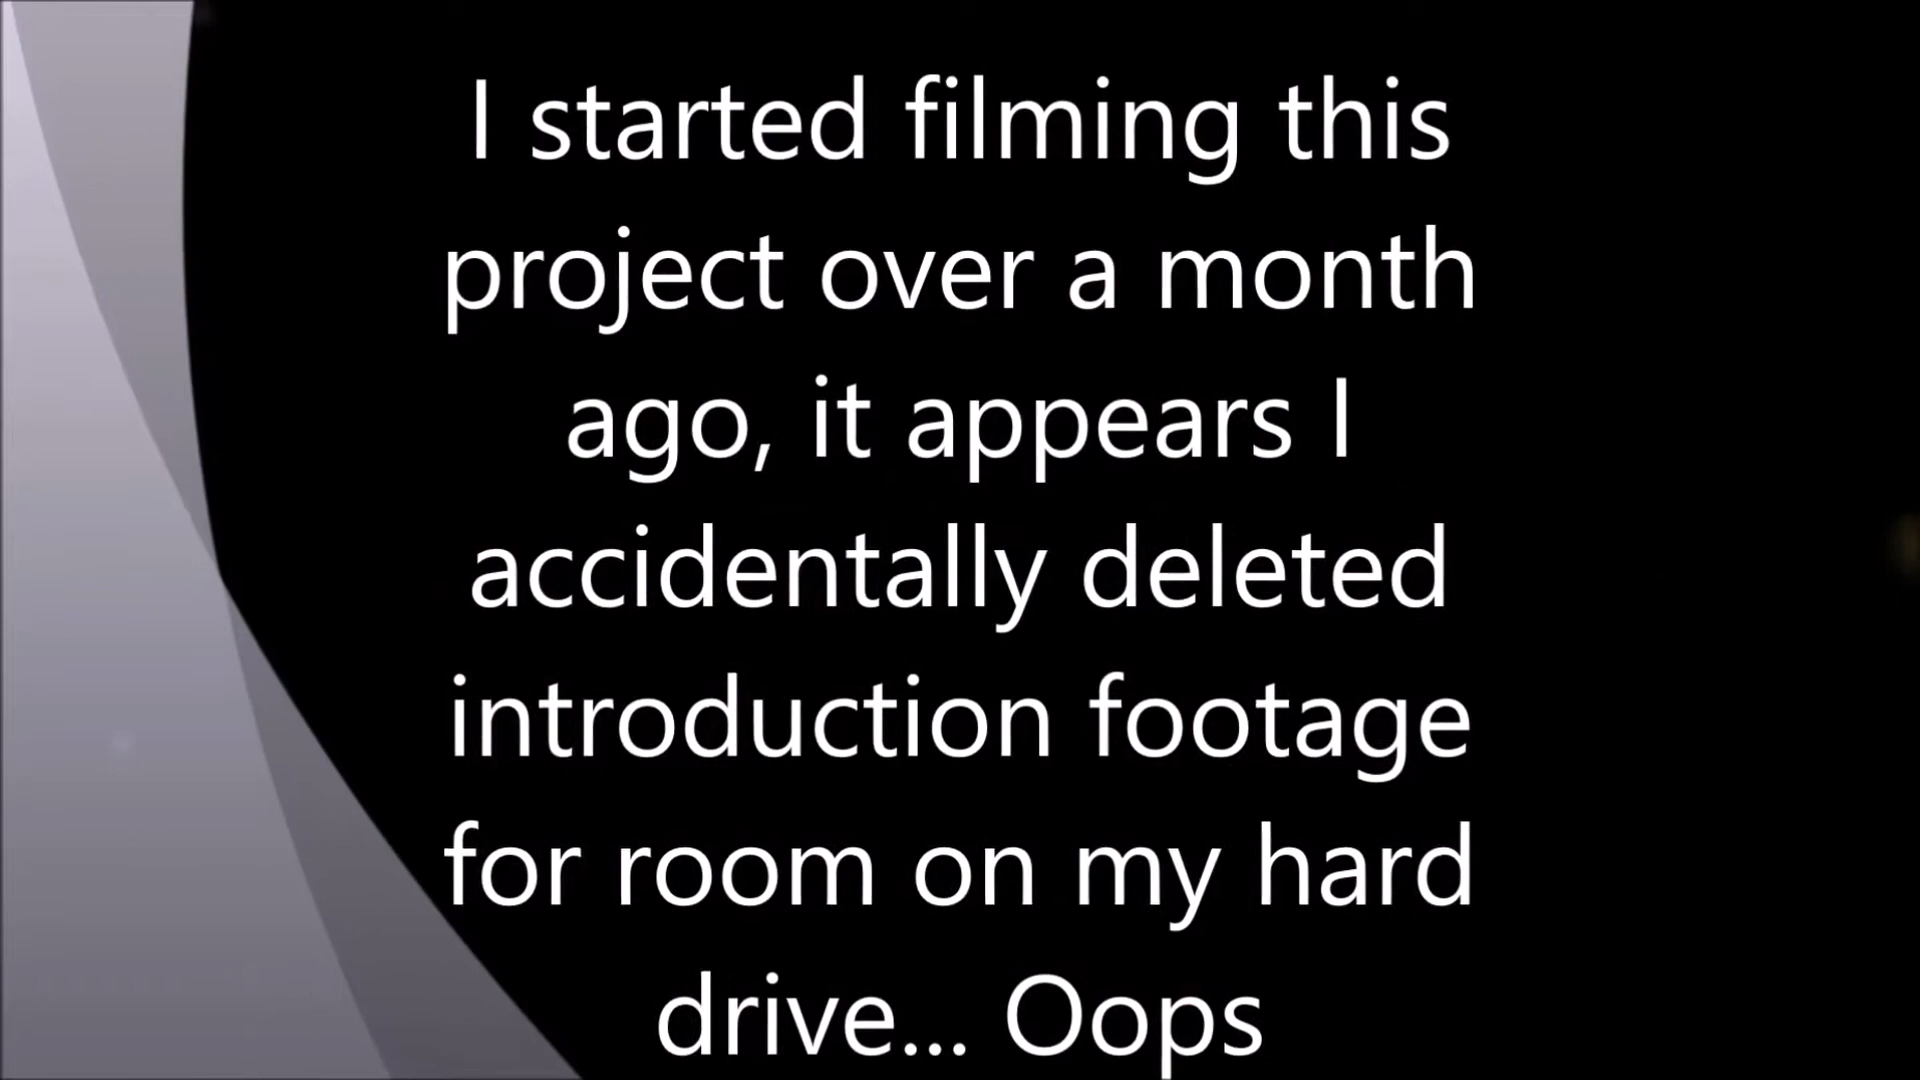 I started filming this
project over a month
ago, it appears I
accidentally deleted
introduction footage
for room on my hard
drive... Oops